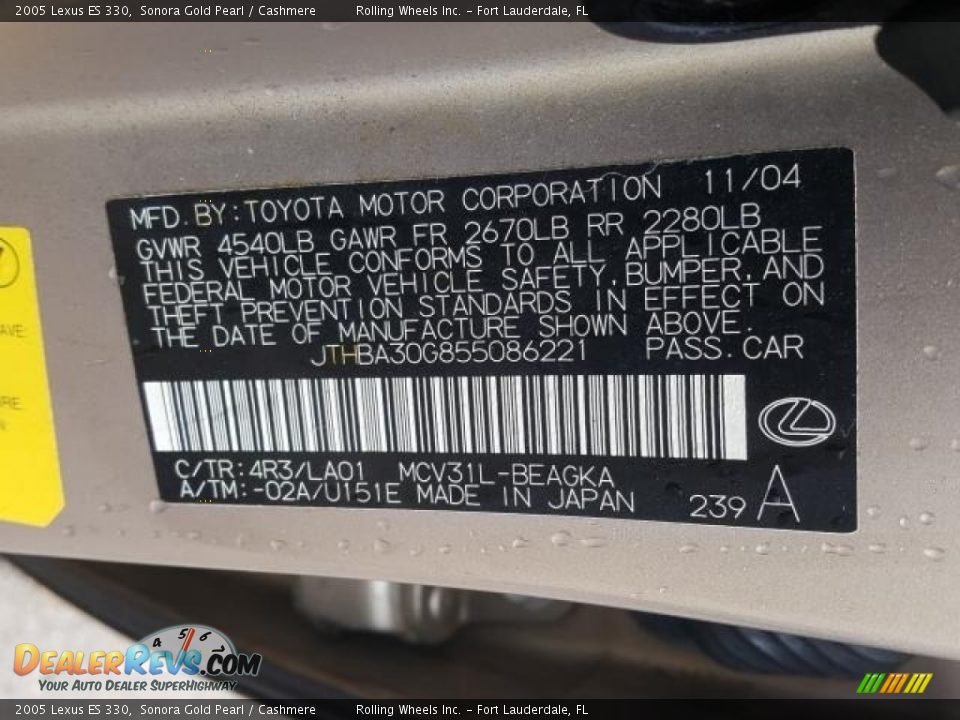 2005 Lexus ES 330, Sonora Gold Pearl / Cashmere Rolling Wheels Inc. - Fort Lauderdale, FL
MFD. BY: TOYOTA MOTOR CORPORATION 11/04
GVWR 4540LB GAWR FR 2670LB RR 2280LB
THIS VEHICLE CONFORMS TO ALL APPLICABLE
FEDERAL MOTOR VEHICLE SAFETY, BUMPER, AND
THEFT PREVENTION STANDARDS IN EFFECT ON
THE DATE OF MANUFACTURE SHOWN ABOVE.
JTHBA30G855086221 PASS. CAR
C/TR: 4R3/LA01 MCV31L-BEAGKA
A/TM: -02A/U151E MADE IN JAPAN
239 A
4 5 6
DEALERREVS.COM
YOUR AUTO DEALER SUPERHIGHWAY
2005 Lexus ES 330, Sonora Gold Pearl / Cashmere Rolling Wheels Inc. - Fort Lauderdale, FL